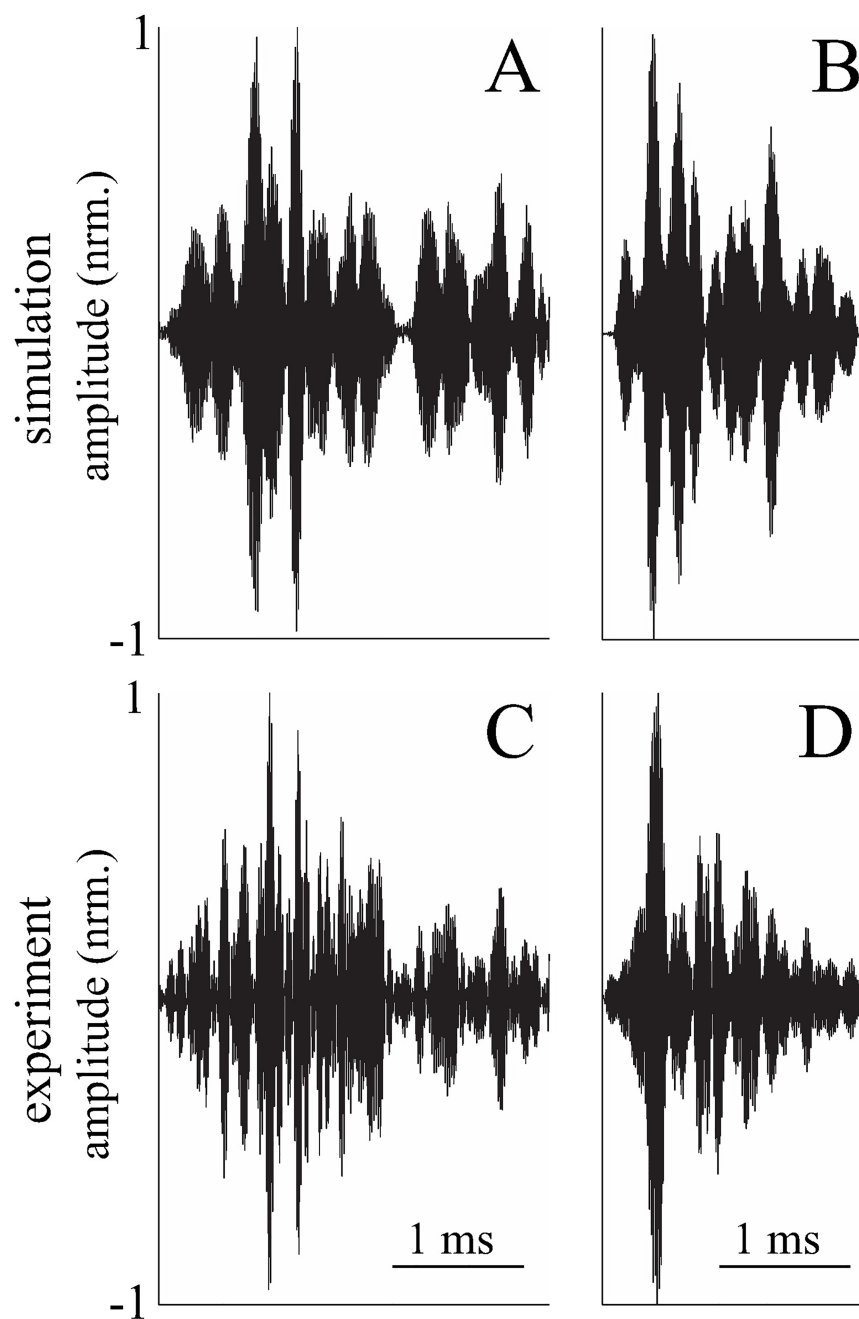 1
A
B
simulation
amplitude (nrm.)
-1
1
C
D
experiment
amplitude (nrm.)
1 ms
1 ms
-1